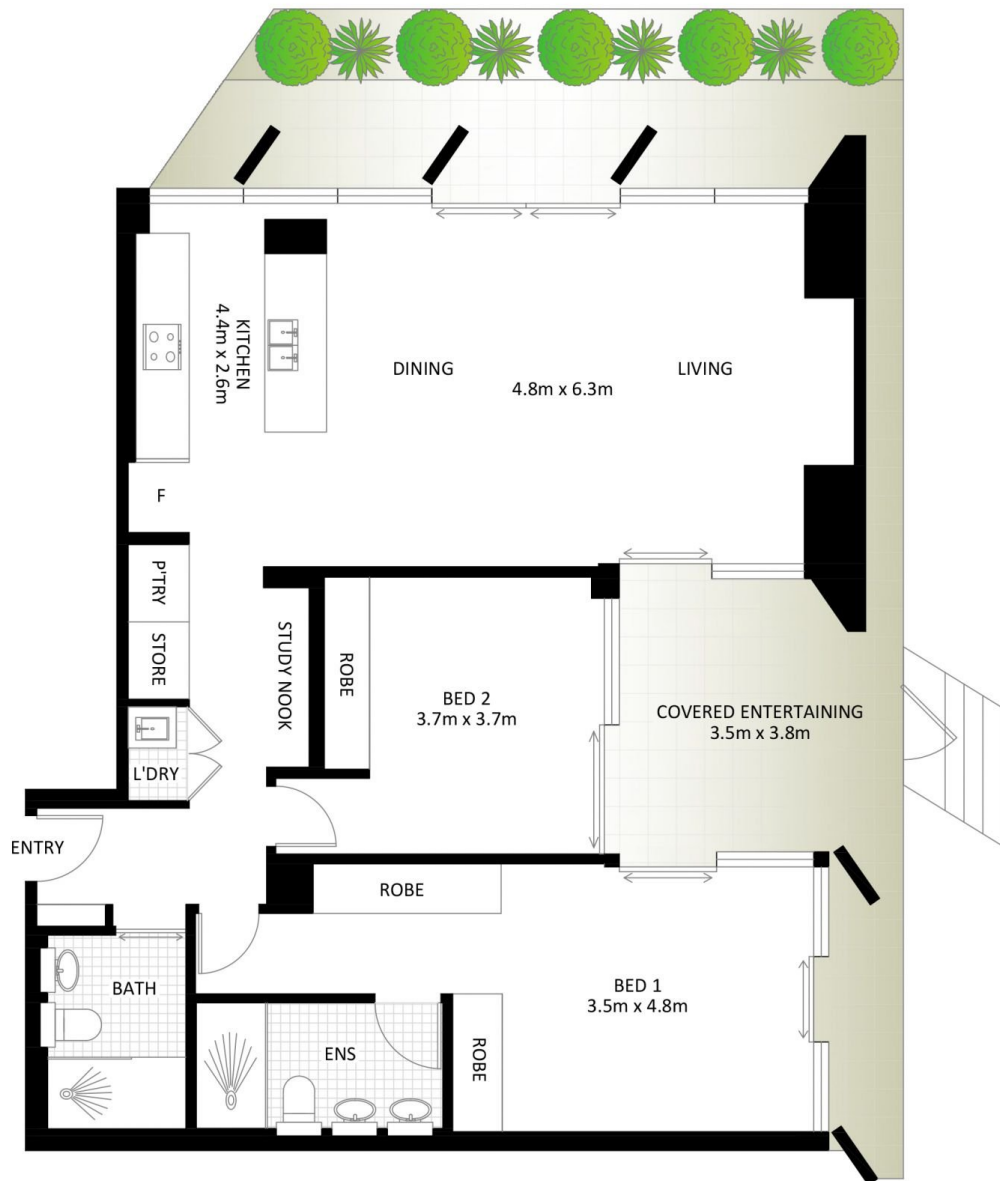 KITCHEN
4.4m x 2.6m
DINING
LIVING
4.8m x 6.3m
F
P'TRY
STORE
STUDY NOOK
ROBE
BED 2
3.7m x 3.7m
COVERED ENTERTAINING
3.5m x 3.8m
L'DRY
ENTRY
ROBE
BATH
BED 1
3.5m x 4.8m
ENS
ROBE